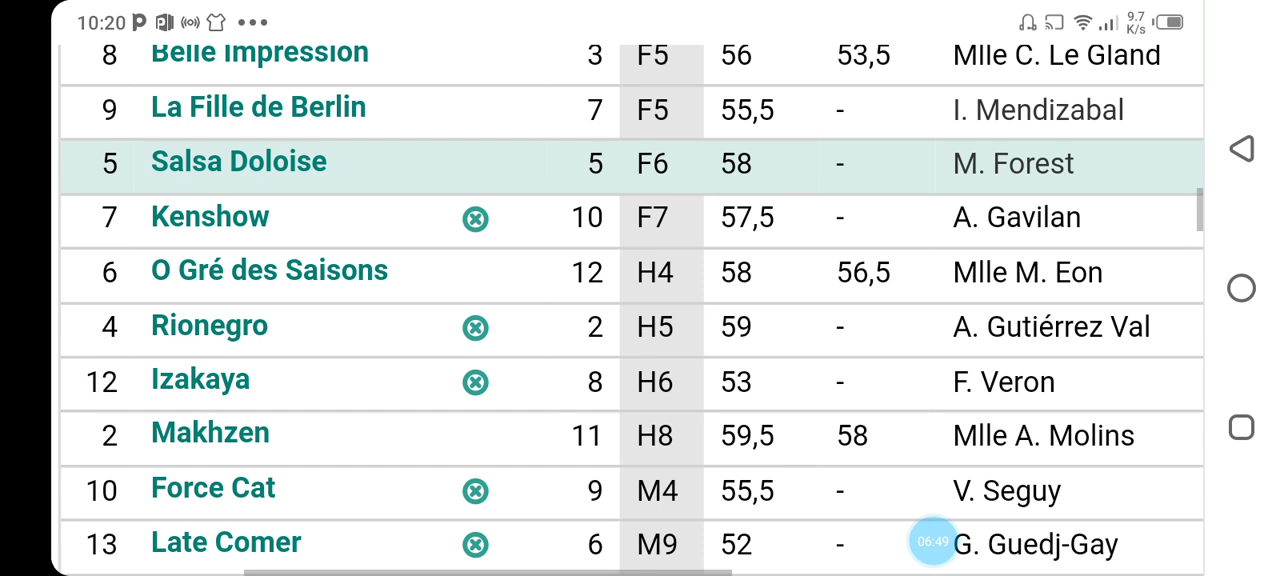 10:20 9.7 K/s
8 Belle Impression 3 F5 56 53,5 Mlle C. Le Gland
9 La Fille de Berlin 7 F5 55,5 - I. Mendizabal
5 Salsa Doloise 5 F6 58 - M. Forest
7 Kenshow 10 F7 57,5 - A. Gavilan
6 O Gré des Saisons 12 H4 58 56,5 Mlle M. Eon
4 Rionegro 2 H5 59 - A. Gutiérrez Val
12 Izakaya 8 H6 53 - F. Veron
2 Makhzen 11 H8 59,5 58 Mlle A. Molins
10 Force Cat 9 M4 55,5 - V. Seguy
13 Late Comer 6 M9 52 - 06:49 G. Guedj-Gay